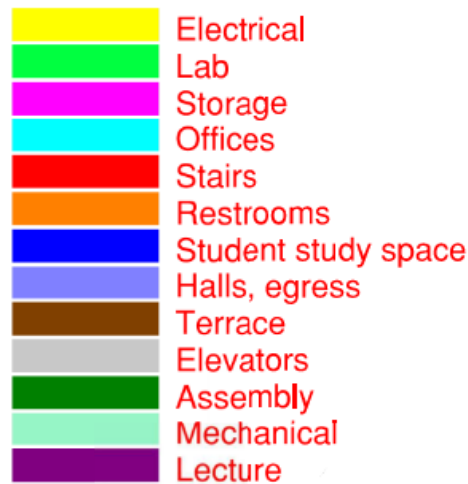 Electrical
Lab
Storage
Offices
Stairs
Restrooms
Student study space
Halls, egress
Terrace
Elevators
Assembly
Mechanical
Lecture